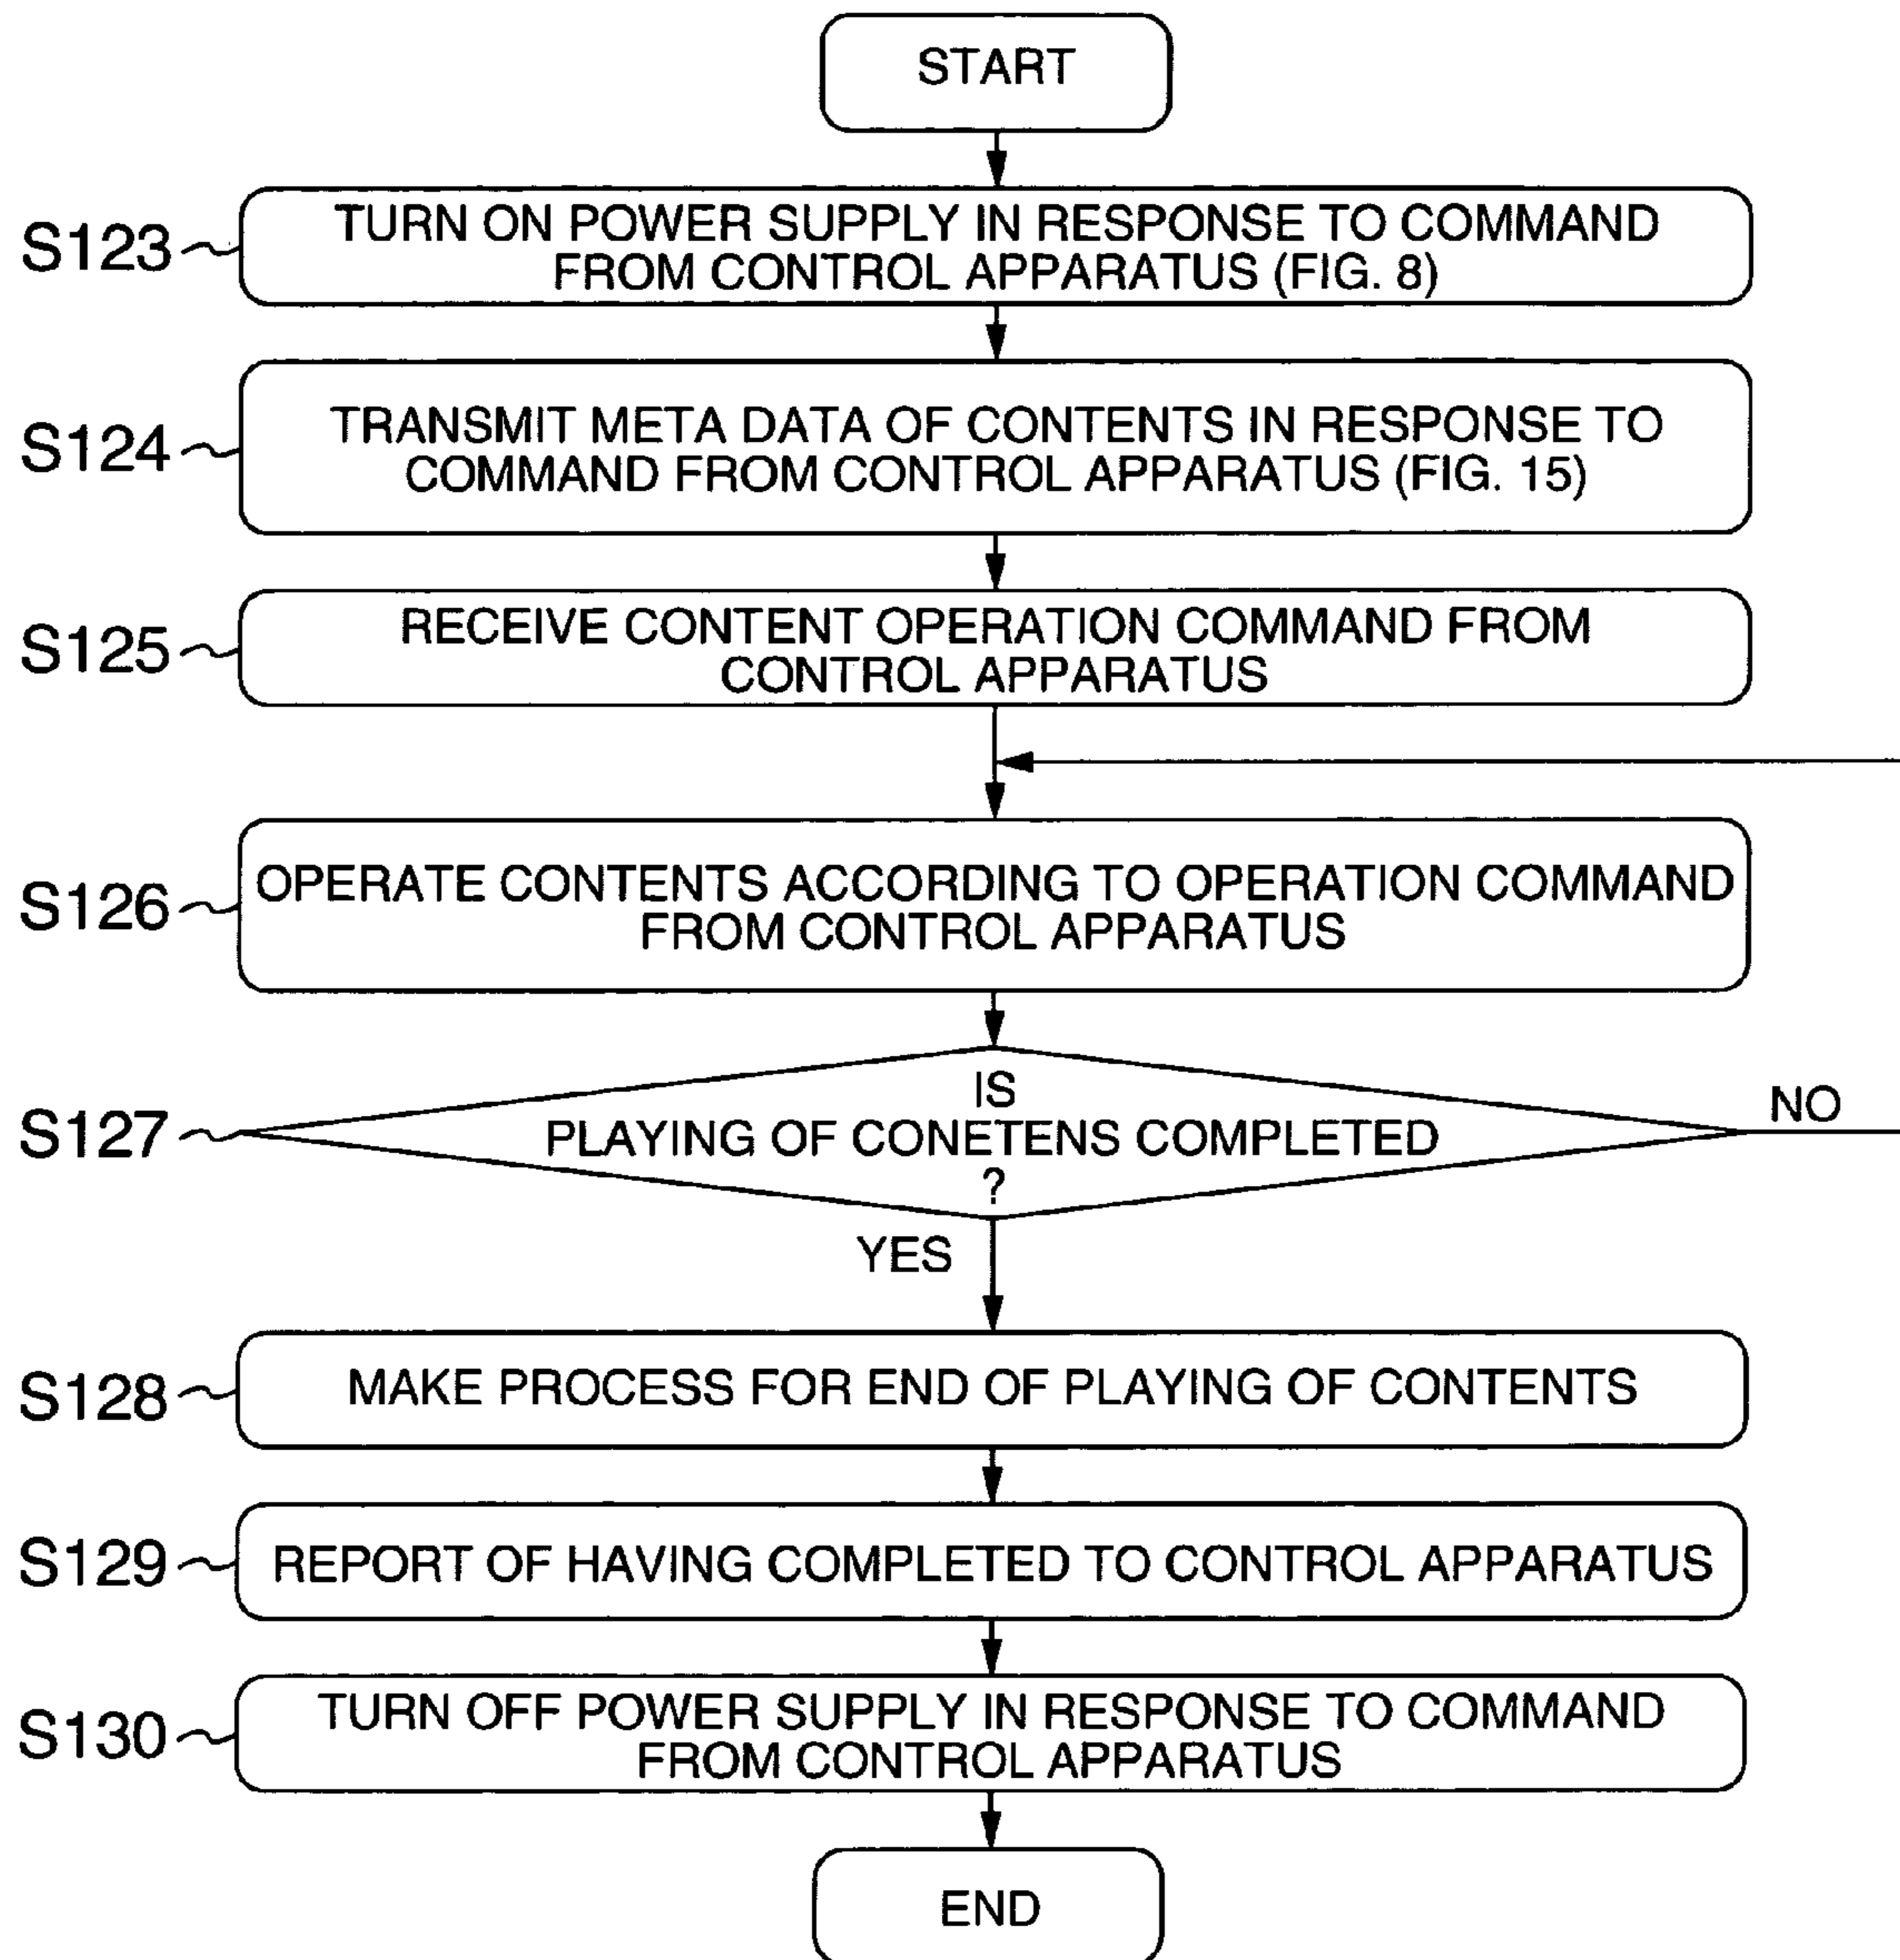 START
S123
TURN ON POWER SUPPLY IN RESPONSE TO COMMAND
FROM CONTROL APPARATUS (FIG. 8)
S124
TRANSMIT META DATA OF CONTENTS IN RESPONSE TO
COMMAND FROM CONTROL APPARATUS (FIG. 15)
S125
RECEIVE CONTENT OPERATION COMMAND FROM
CONTROL APPARATUS
S126
OPERATE CONTENTS ACCORDING TO OPERATION COMMAND
FROM CONTROL APPARATUS
S127
IS
PLAYING OF CONETENS COMPLETED
?
NO
YES
S128
MAKE PROCESS FOR END OF PLAYING OF CONTENTS
S129
REPORT OF HAVING COMPLETED TO CONTROL APPARATUS
S130
TURN OFF POWER SUPPLY IN RESPONSE TO COMMAND
FROM CONTROL APPARATUS
END